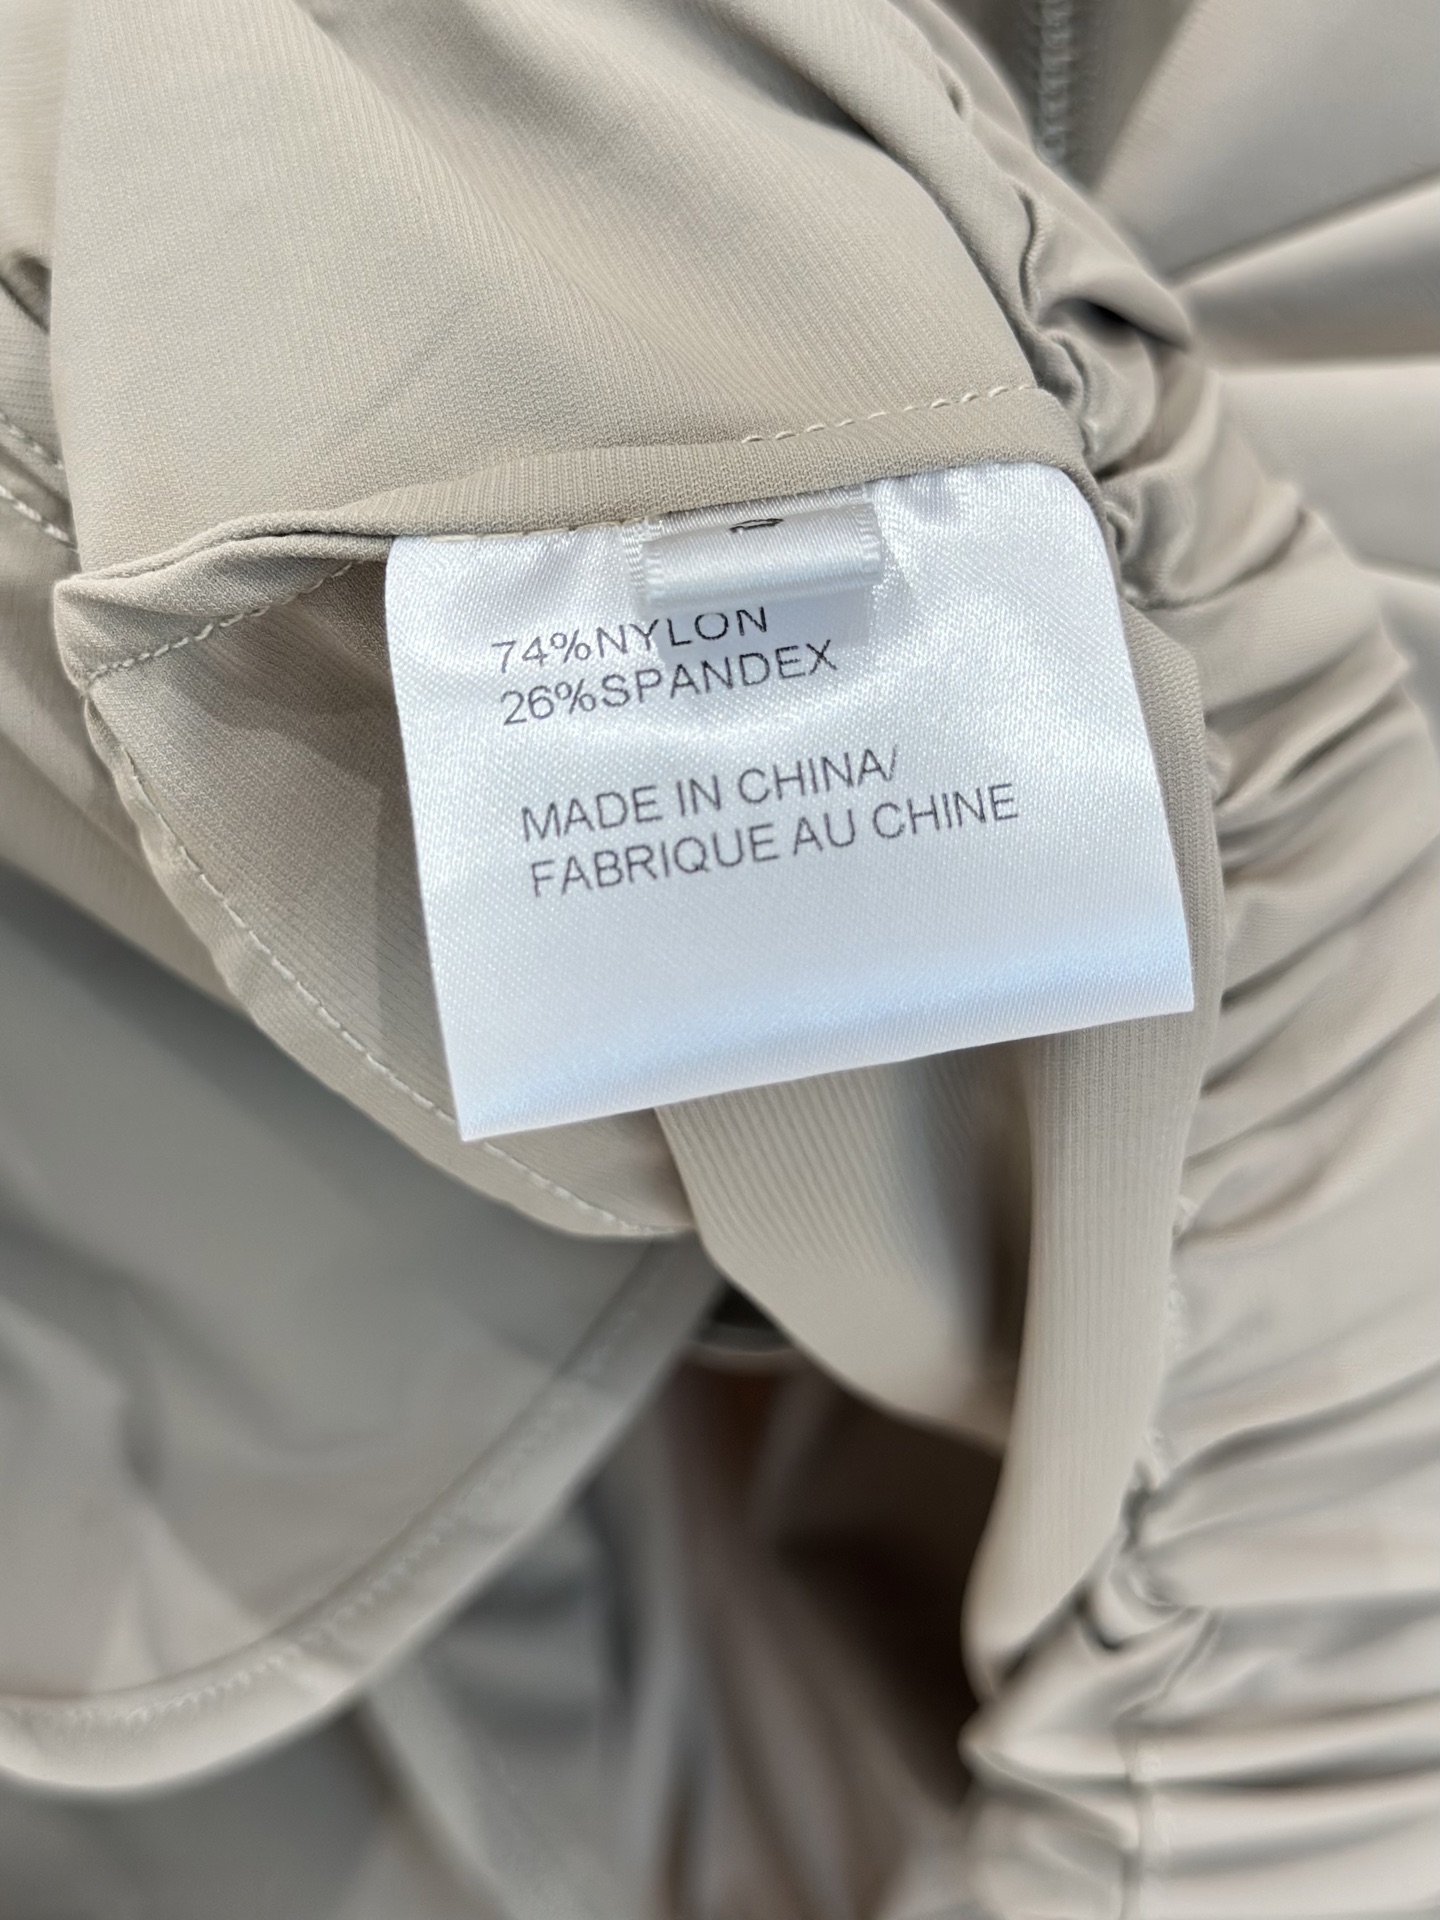 74%NYLON
26%SPANDEX
MADE IN CHINA/
FABRIQUE AU CHINE